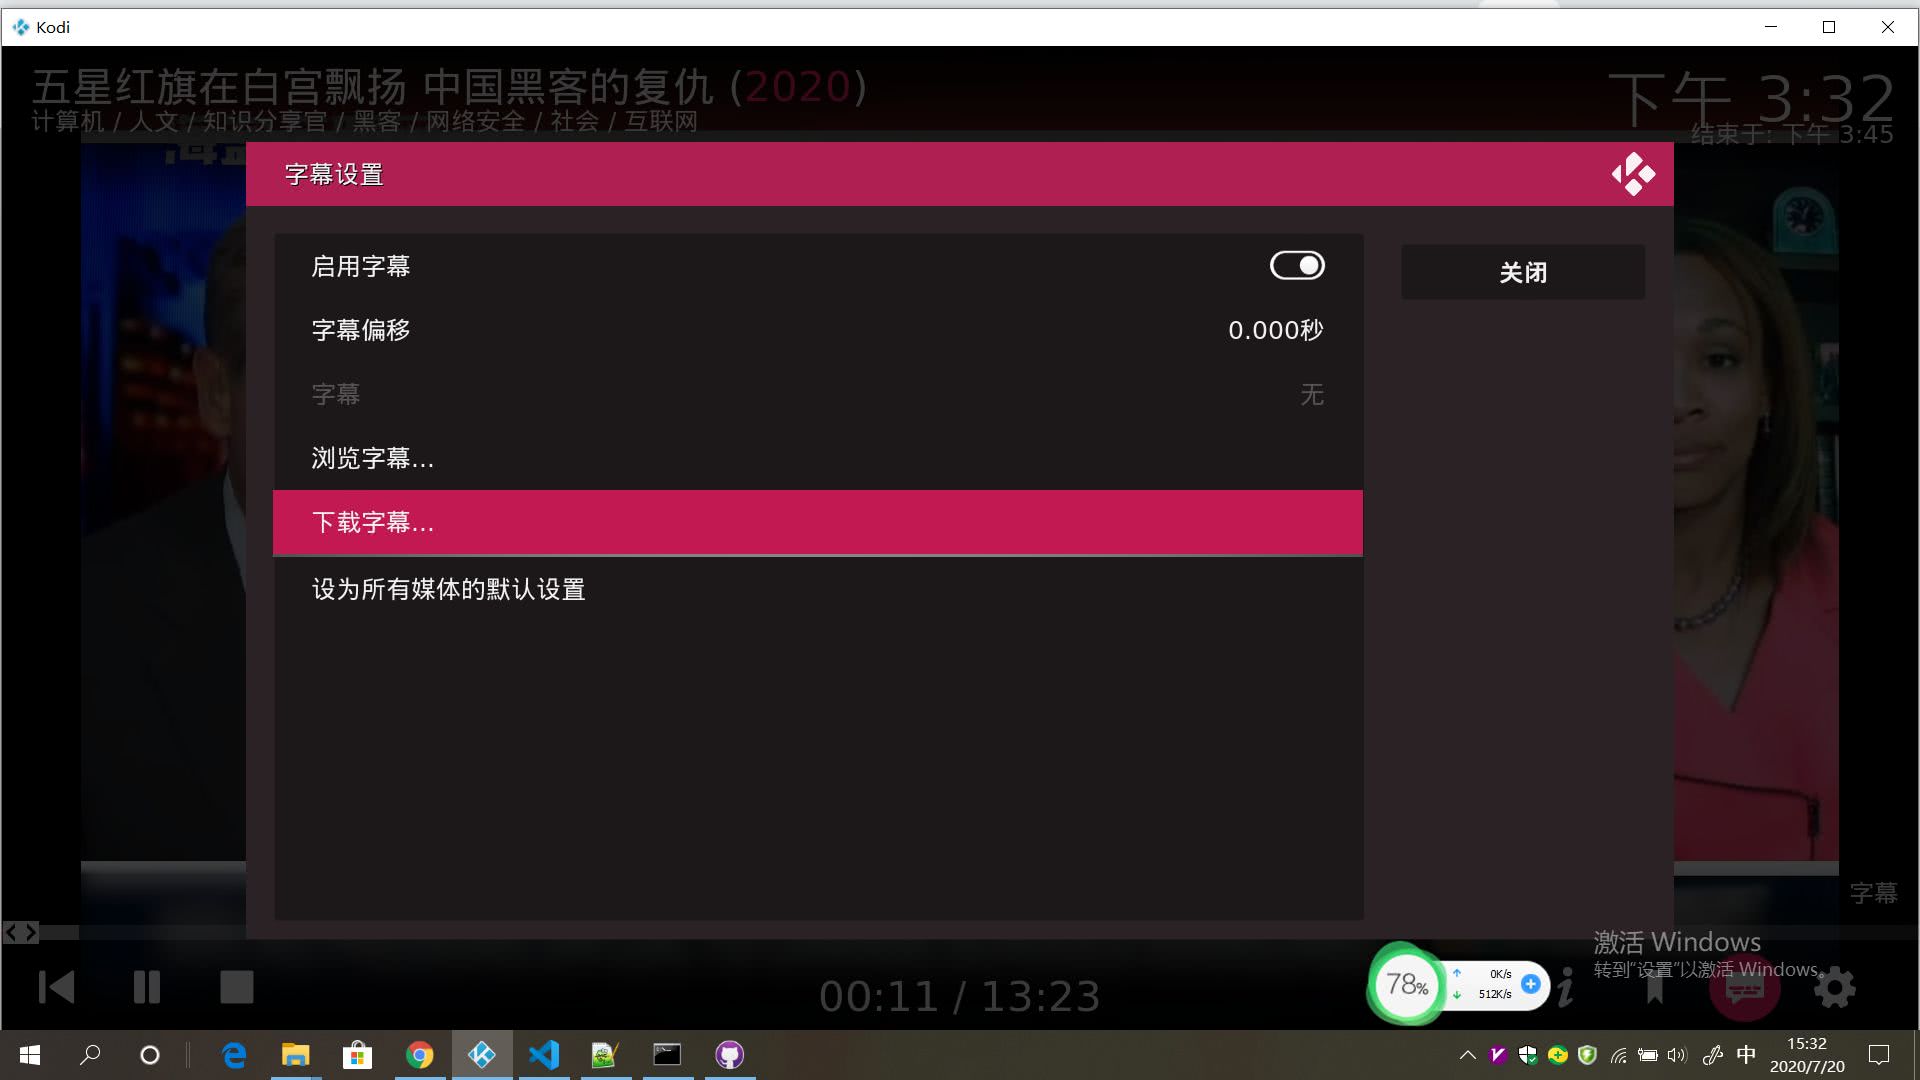 Kodi
五星红旗在白宫飘扬 中国黑客的复仇 (2020)
计算机 / 人文 / 知识分享官 / 黑客 / 网络安全 / 社会 / 互联网
下午 3:32
结束于: 下午 3:45
字幕设置
启用字幕
关闭
字幕偏移
0.000秒
字幕
无
浏览字幕...
下载字幕...
设为所有媒体的默认设置
字幕
激活 Windows
转到“设置”以激活 Windows。
00:11 / 13:23
78%
0K/s
512K/s
中
15:32
2020/7/20